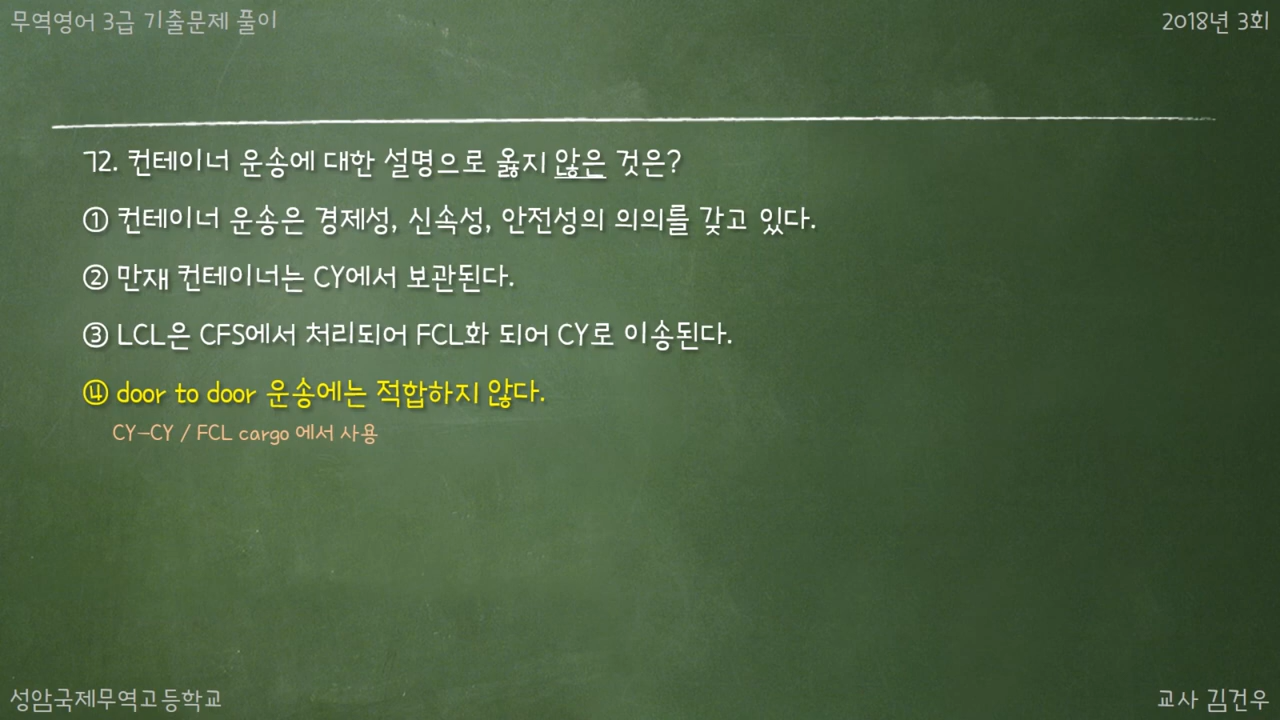 무역영어 3급 기출문제 풀이
2018년 3회
72. 컨테이너 운송에 대한 설명으로 옳지 않은 것은?
① 컨테이너 운송은 경제성, 신속성, 안전성의 의의를 갖고 있다.
② 만재 컨테이너는 CY에서 보관된다.
③ LCL은 CFS에서 처리되어 FCL화 되어 CY로 이송된다.
④ door to door 운송에는 적합하지 않다.
CY-CY / FCL cargo 에서 사용
성암국제무역고등학교
교사 김건우